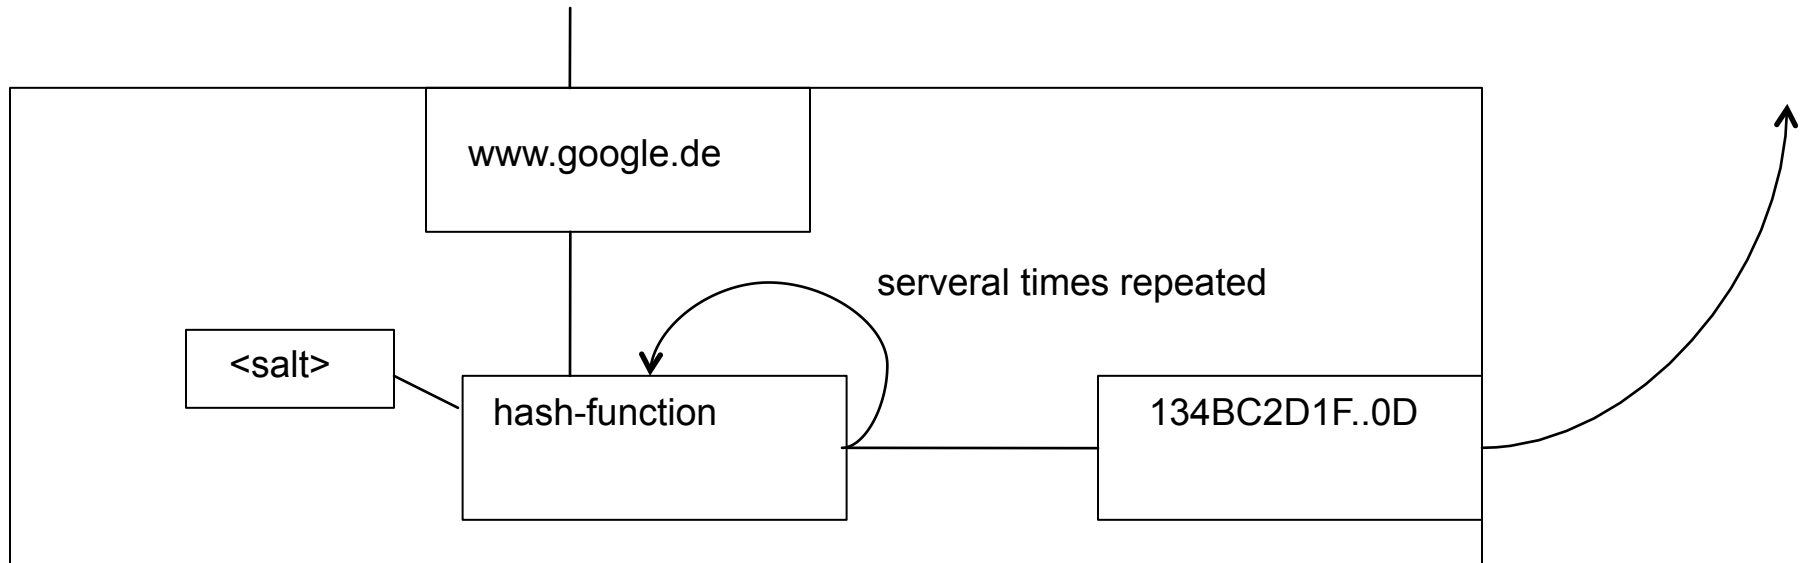 www.google.de
serveral times repeated
<salt>
hash-function
134BC2D1F..0D